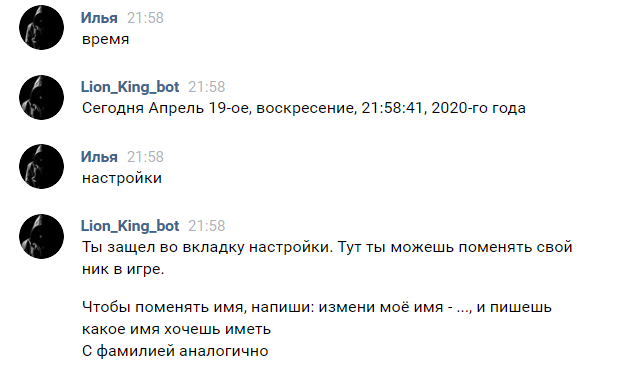 Илья 21:58
время
Lion_King_bot 21:58
Сегодня Апрель 19-ое, воскресение, 21:58:41, 2020-го года
Илья 21:58
настройки
Lion_King_bot 21:58
Ты защел во вкладку настройки. Тут ты можешь поменять свой
ник в игре.
Чтобы поменять имя, напиши: измени моё имя - ..., и пишешь
какое имя хочешь иметь
С фамилией аналогично